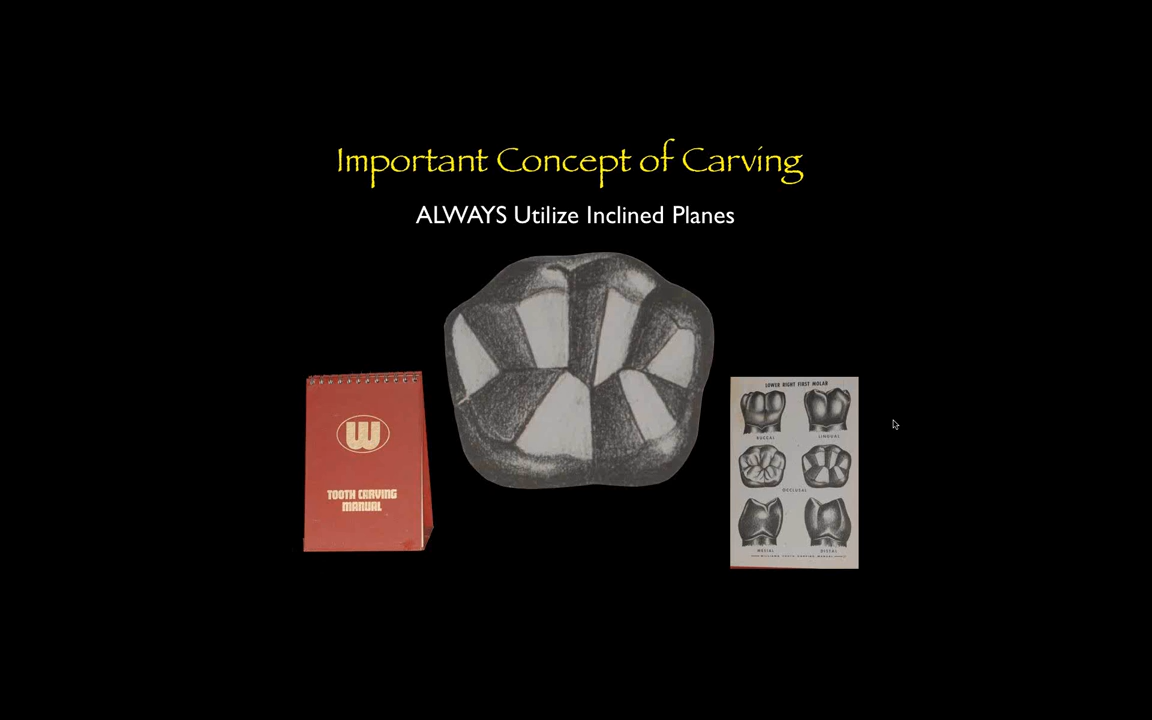 Important Concept of Carving
ALWAYS Utilize Inclined Planes
W
TOOTH CARVING
MANUAL
LOWER RIGHT FIRST MOLAR
BUCCAL
LINGUAL
OCCLUSAL
MESIAL
DISTAL